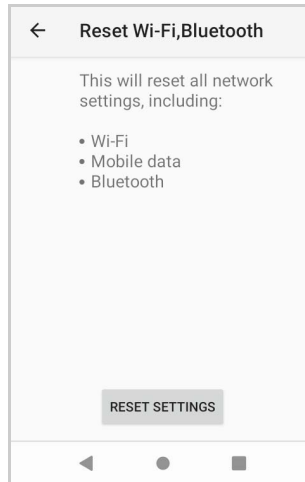 Reset Wi-Fi,Bluetooth
This will reset all network
settings, including:
• Wi-Fi
• Mobile data
• Bluetooth
RESET SETTINGS